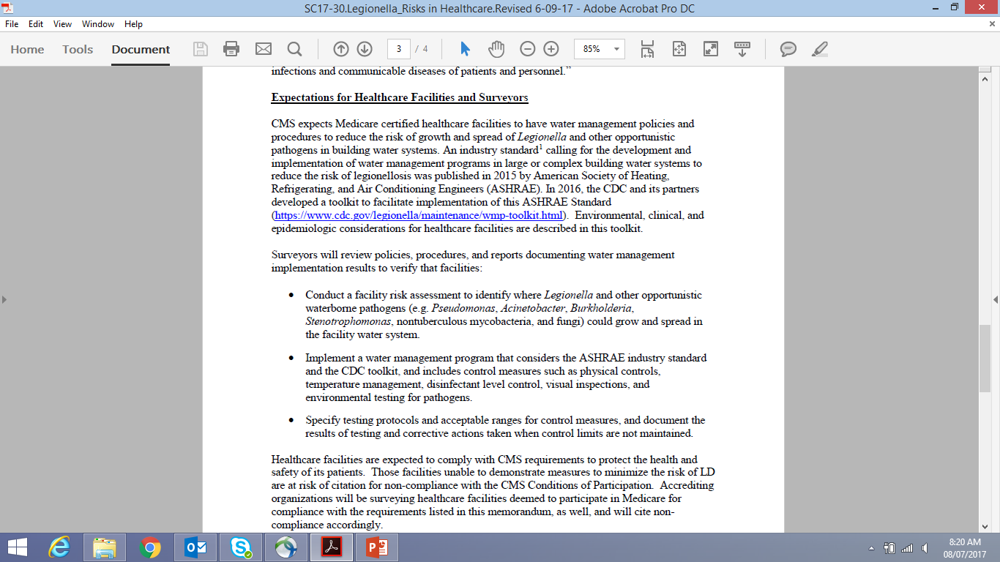 SC17-30.Legionella_Risks in Healthcare.Revised 6-09-17 - Adobe Acrobat Pro DC
File Edit View Window Help
Home Tools Document 3 / 4 85%
infections and communicable diseases of patients and personnel.”
Expectations for Healthcare Facilities and Surveyors
CMS expects Medicare certified healthcare facilities to have water management policies and
procedures to reduce the risk of growth and spread of Legionella and other opportunistic
pathogens in building water systems. An industry standard1 calling for the development and
implementation of water management programs in large or complex building water systems to
reduce the risk of legionellosis was published in 2015 by American Society of Heating,
Refrigerating, and Air Conditioning Engineers (ASHRAE). In 2016, the CDC and its partners
developed a toolkit to facilitate implementation of this ASHRAE Standard
(https://www.cdc.gov/legionella/maintenance/wmp-toolkit.html). Environmental, clinical, and
epidemiologic considerations for healthcare facilities are described in this toolkit.
Surveyors will review policies, procedures, and reports documenting water management
implementation results to verify that facilities:
• Conduct a facility risk assessment to identify where Legionella and other opportunistic
waterborne pathogens (e.g. Pseudomonas, Acinetobacter, Burkholderia,
Stenotrophomonas, nontuberculous mycobacteria, and fungi) could grow and spread in
the facility water system.
• Implement a water management program that considers the ASHRAE industry standard
and the CDC toolkit, and includes control measures such as physical controls,
temperature management, disinfectant level control, visual inspections, and
environmental testing for pathogens.
• Specify testing protocols and acceptable ranges for control measures, and document the
results of testing and corrective actions taken when control limits are not maintained.
Healthcare facilities are expected to comply with CMS requirements to protect the health and
safety of its patients. Those facilities unable to demonstrate measures to minimize the risk of LD
are at risk of citation for non-compliance with the CMS Conditions of Participation. Accrediting
organizations will be surveying healthcare facilities deemed to participate in Medicare for
compliance with the requirements listed in this memorandum, as well, and will cite non-
compliance accordingly.
8:20 AM
08/07/2017